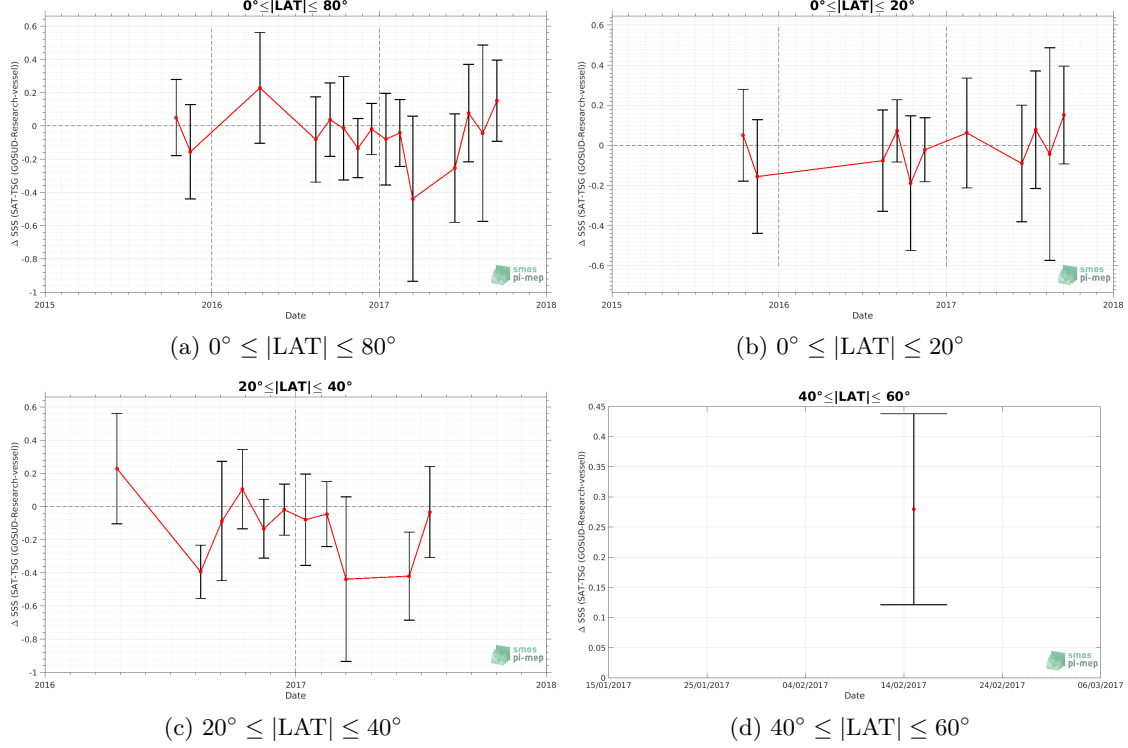 0°≤|LAT|≤ 80°
Δ SSS (SAT-TSG (GOSUD-Research-vessel))
0.6
0.4
0.2
0
-0.2
-0.4
-0.6
-0.8
-1
2015
2016
2017
2018
Date
smos
pi-mep
(a) 0° ≤ |LAT| ≤ 80°
0°≤|LAT|≤ 20°
Δ SSS (SAT-TSG (GOSUD-Research-vessel))
0.6
0.4
0.2
0
-0.2
-0.4
-0.6
2015
2016
2017
2018
Date
smos
pi-mep
(b) 0° ≤ |LAT| ≤ 20°
20°≤|LAT|≤ 40°
Δ SSS (SAT-TSG (GOSUD-Research-vessel))
0.6
0.4
0.2
0
-0.2
-0.4
-0.6
-0.8
-1
2016
2017
2018
Date
smos
pi-mep
(c) 20° ≤ |LAT| ≤ 40°
40°≤|LAT|≤ 60°
Δ SSS (SAT-TSG (GOSUD-Research-vessel))
0.45
0.4
0.35
0.3
0.25
0.2
0.15
0.1
0.05
0
15/01/2017
25/01/2017
04/02/2017
14/02/2017
24/02/2017
06/03/2017
Date
smos
pi-mep
(d) 40° ≤ |LAT| ≤ 60°